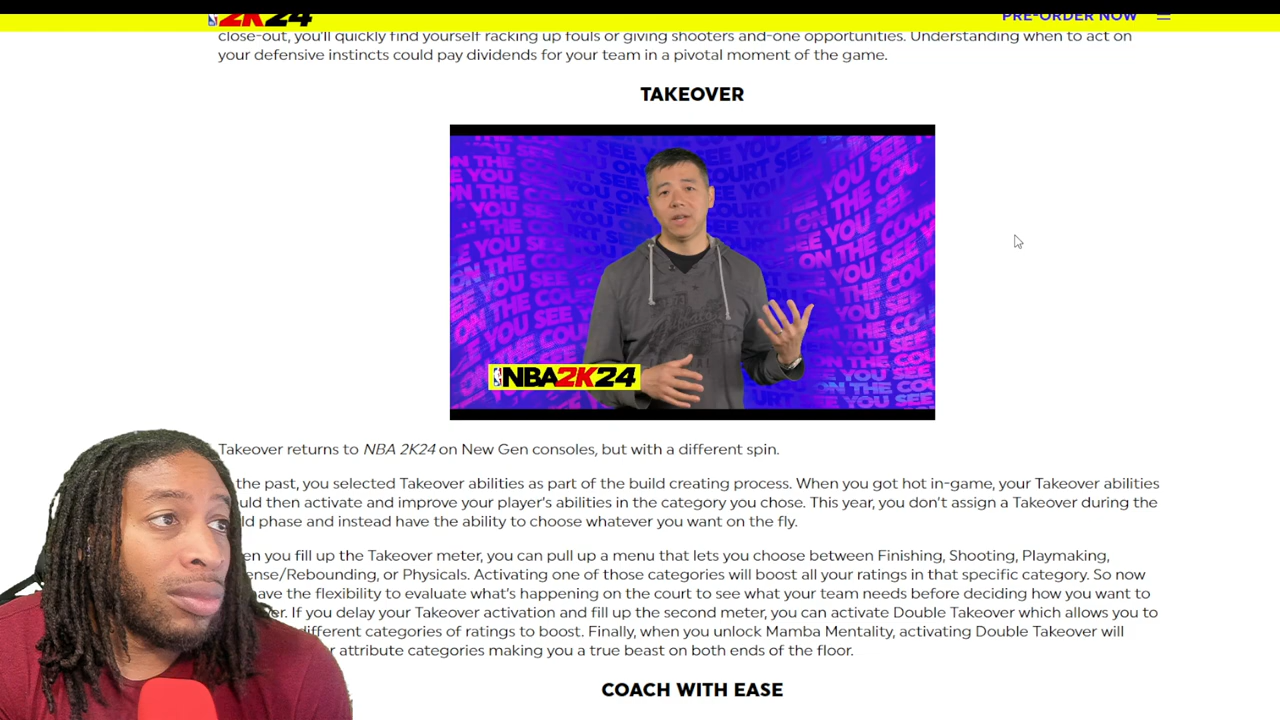 2K24
PRE-ORDER NOW
close-out, you'll quickly find yourself racking up fouls or giving shooters and-one opportunities. Understanding when to act on
your defensive instincts could pay dividends for your team in a pivotal moment of the game.
TAKEOVER
YOU SEE
ON THE COURT SEE
NBA2K24
Takeover returns to NBA 2K24 on New Gen consoles, but with a different spin.
the past, you selected Takeover abilities as part of the build creating process. When you got hot in-game, your Takeover abilities
then activate and improve your player's abilities in the category you chose. This year, you don't assign a Takeover during the
phase and instead have the ability to choose whatever you want on the fly.
you fill up the Takeover meter, you can pull up a menu that lets you choose between Finishing, Shooting, Playmaking,
ense/Rebounding, or Physicals. Activating one of those categories will boost all your ratings in that specific category. So now
have the flexibility to evaluate what's happening on the court to see what your team needs before deciding how you want to
er. If you delay your Takeover activation and fill up the second meter, you can activate Double Takeover which allows you to
different categories of ratings to boost. Finally, when you unlock Mamba Mentality, activating Double Takeover will
attribute categories making you a true beast on both ends of the floor.
COACH WITH EASE